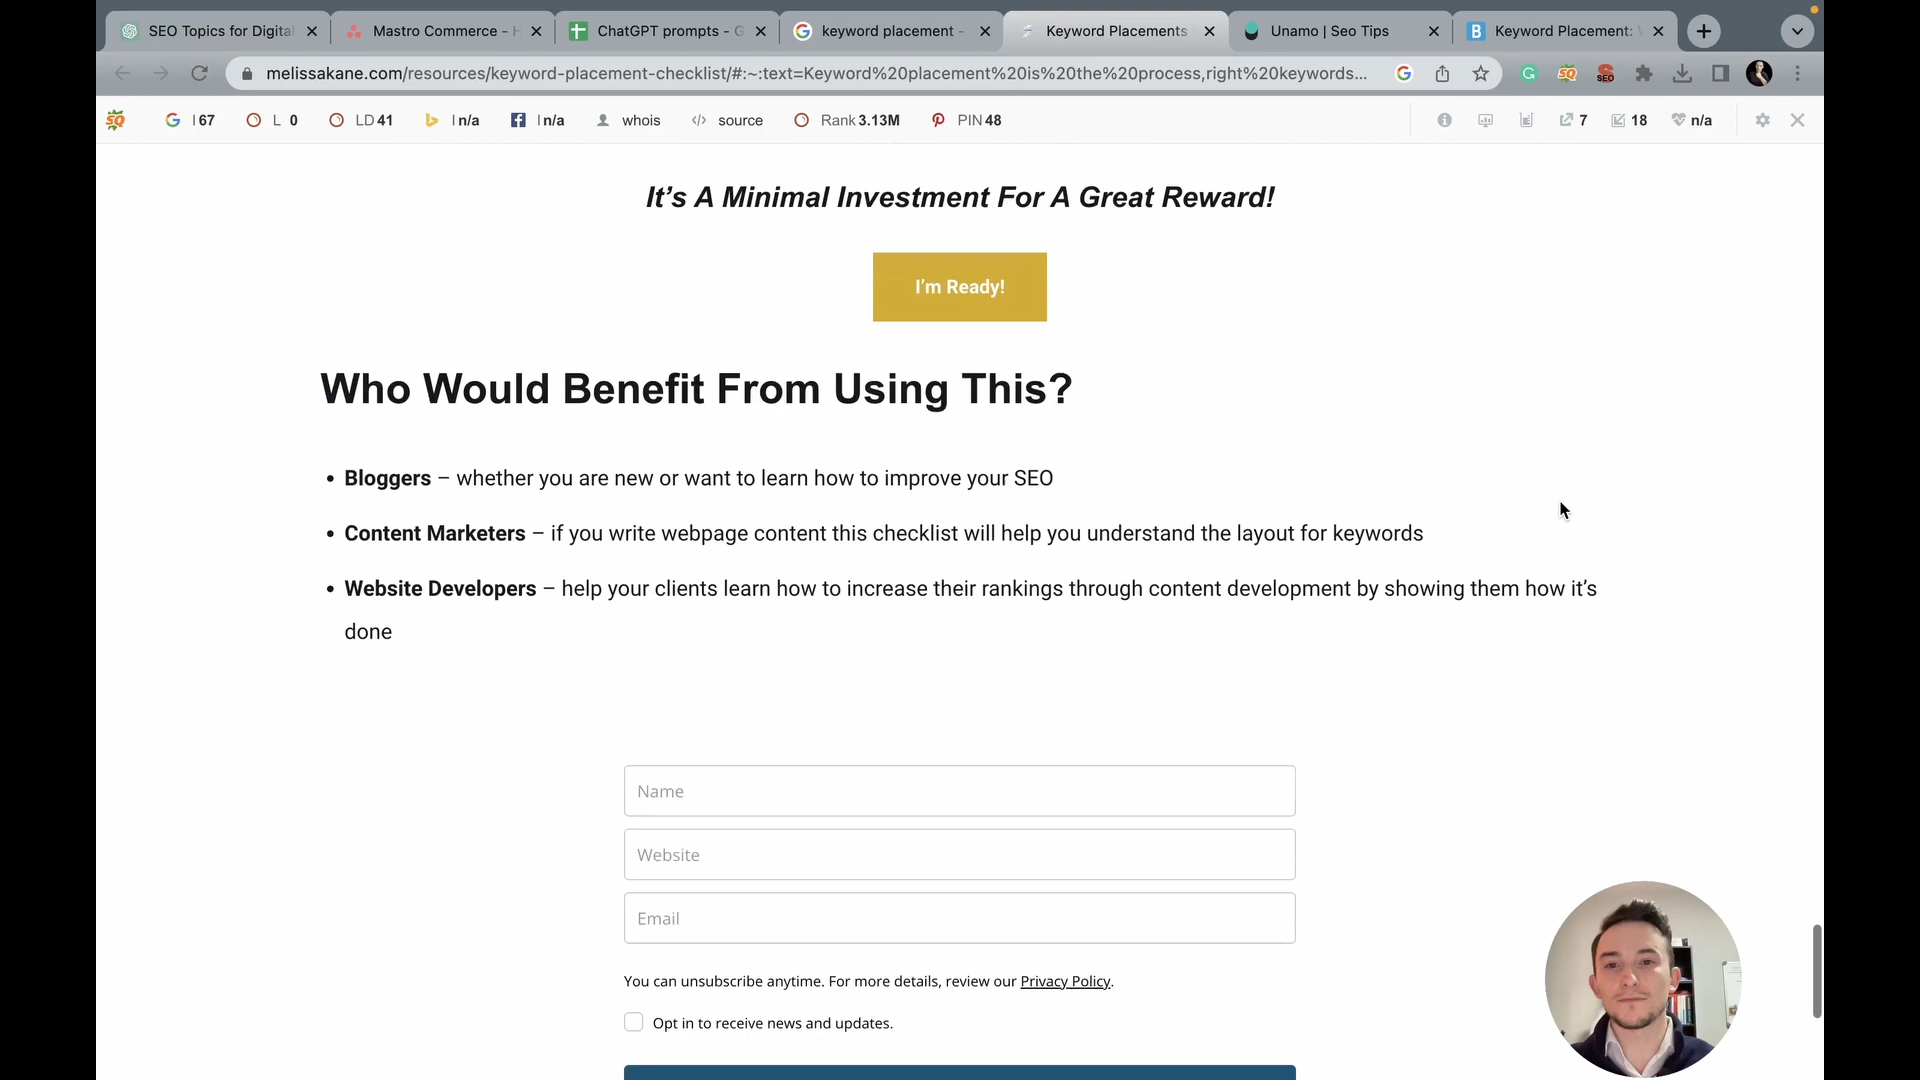 SEO Topics for Digital
Mastro Commerce - H
ChatGPT prompts - G
keyword placement -
Keyword Placements
Unamo | Seo Tips
Keyword Placement: W
melissakane.com/resources/keyword-placement-checklist/#:~:text=Keyword%20placement%20is%20the%20process,right%20keywords...
SQ
I 67
L 0
LD 41
I n/a
I n/a
whois
source
Rank 3.13M
PIN 48
7
18
n/a
It’s A Minimal Investment For A Great Reward!
I’m Ready!
Who Would Benefit From Using This?
• Bloggers – whether you are new or want to learn how to improve your SEO
• Content Marketers – if you write webpage content this checklist will help you understand the layout for keywords
• Website Developers – help your clients learn how to increase their rankings through content development by showing them how it’s
done
Name
Website
Email
You can unsubscribe anytime. For more details, review our Privacy Policy.
Opt in to receive news and updates.